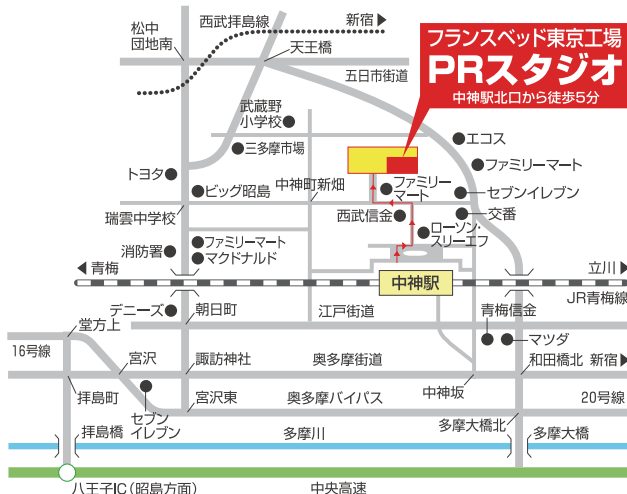 西武拝島線
新宿▶
松中
団地南
天王橋
五日市街道
フランスベッド東京工場
PRスタジオ
中神駅北口から徒歩5分
武蔵野
小学校
三多摩市場
エコス
ファミリーマート
トヨタ
ビッグ昭島
中神町新畑
ファミリー
マート
セブンイレブン
瑞雲中学校
西武信金
交番
ローソン・
スリーエフ
消防署
ファミリーマート
マクドナルド
◀青梅
中神駅
立川▶
JR青梅線
デニーズ
朝日町
江戸街道
青梅信金
マツダ
堂方上
16号線
宮沢
諏訪神社
奥多摩街道
和田橋北
新宿▶
拝島町
中神坂
セブン
イレブン
宮沢東
奥多摩バイパス
多摩大橋北
20号線
拝島橋
多摩川
多摩大橋
八王子IC(昭島方面)
中央高速